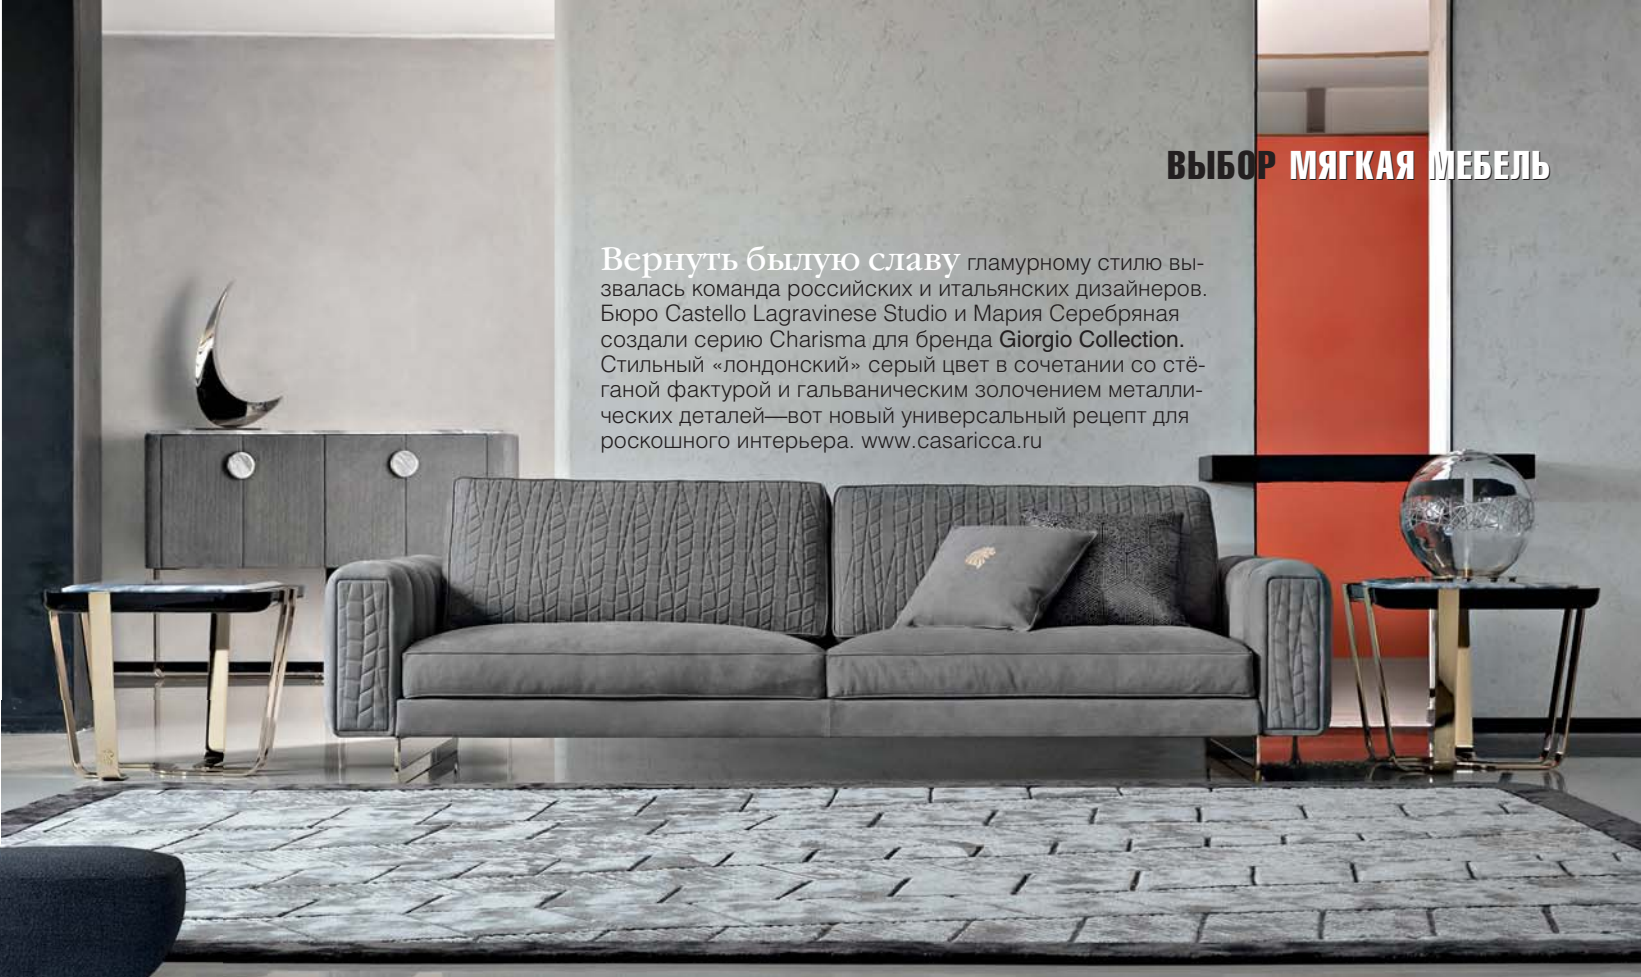 ВЫБОР МЯГКАЯ МЕБЕЛЬ
Вернуть былую славу гламурному стилю вы-
звалась команда российских и итальянских дизайнеров.
Бюро Castello Lagravinese Studio и Мария Серебряная
создали серию Charisma для бренда Giorgio Collection.
Стильный «лондонский» серый цвет в сочетании со стё-
ганой фактурой и гальваническим золочением металли-
ческих деталей—вот новый универсальный рецепт для
роскошного интерьера. www.casaricca.ru